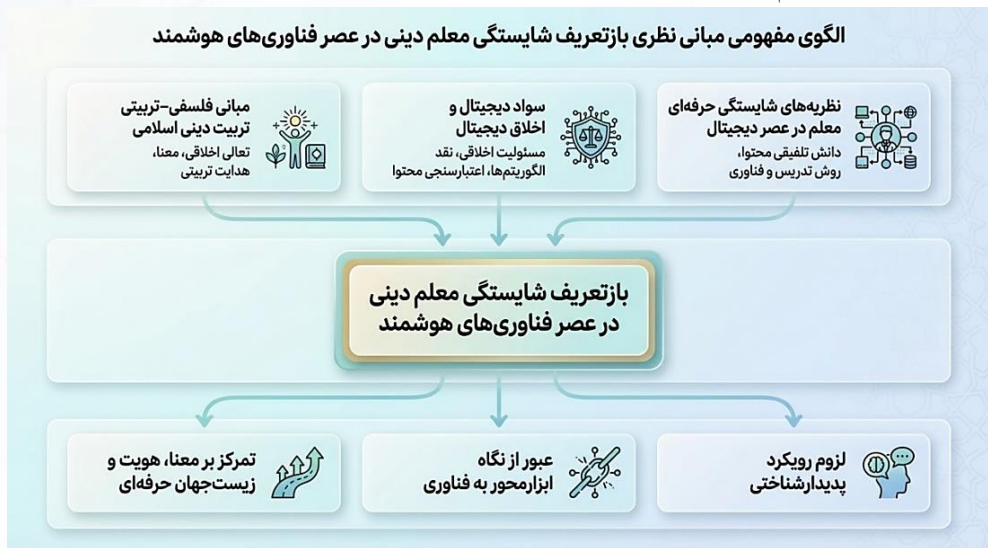 الگوی مفهومی مبانی نظری بازتعریف شایستگی معلم دینی در عصر فناوری‌های هوشمند
نظریه‌های شایستگی حرفه‌ای
معلم در عصر دیجیتال
دانش تلفیقی محتوا،
روش تدریس و فناوری
سواد دیجیتال و
اخلاق دیجیتال
مسئولیت اخلاقی، نقد
الگوریتم‌ها، اعتبارسنجی محتوا
مبانی فلسفی-تربیتی
تربیت دینی اسلامی
تعالی اخلاقی، معنا،
هدایت تربیتی
بازتعریف شایستگی معلم دینی
در عصر فناوری‌های هوشمند
لزوم رویکرد
پدیدارشناختی
عبور از نگاه
ابزارمحور به فناوری
تمرکز بر معنا، هویت و
زیست‌جهان حرفه‌ای